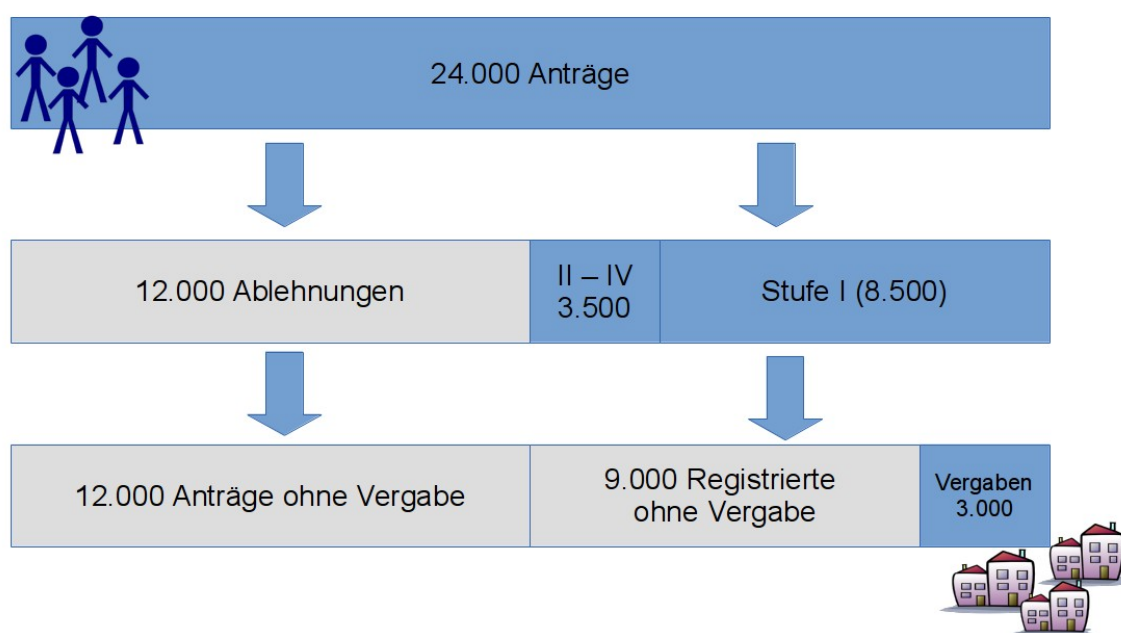 24.000 Anträge
12.000 Ablehnungen
II – IV
3.500
Stufe I (8.500)
12.000 Anträge ohne Vergabe
9.000 Registrierte
ohne Vergabe
Vergaben
3.000